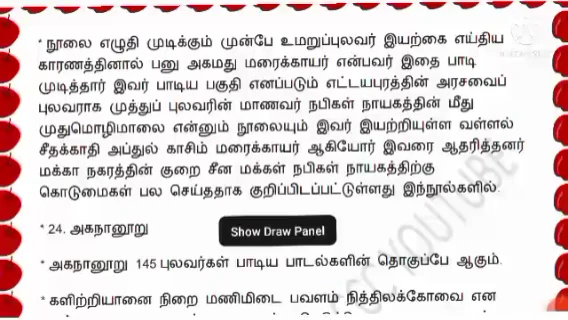 * நூலை எழுதி முடிக்கும் முன்பே உமறுப்புலவர் இயற்கை எய்திய
காரணத்தினால் பனு அகமது மரைக்காயர் என்பவர் இதை பாடி
முடித்தார் இவர் பாடிய பகுதி எனப்படும் எட்டயபுரத்தின் அரசவைப்
புலவராக முத்துப் புலவரின் மாணவர் நபிகள் நாயகத்தின் மீது
முதுமொழிமாலை என்னும் நூலையும் இவர் இயற்றியுள்ள வள்ளல்
சீதக்காதி அப்துல் காசிம் மரைக்காயர் ஆகியோர் இவரை ஆதரித்தனர்
மக்கா நகரத்தின் குறை சீன மக்கள் நபிகள் நாயகத்திற்கு
கொடுமைகள் பல செய்ததாக குறிப்பிடப்பட்டுள்ளது இந்நூல்களில்.
* 24. அகநானூறு
Show Draw Panel
* அகநானூறு 145 புலவர்கள் பாடிய பாடல்களின் தொகுப்பே ஆகும்.
* களிற்றியானை நிறை மணிமிடை பவளம் நித்திலக்கோவை என
CC YOUTUBE